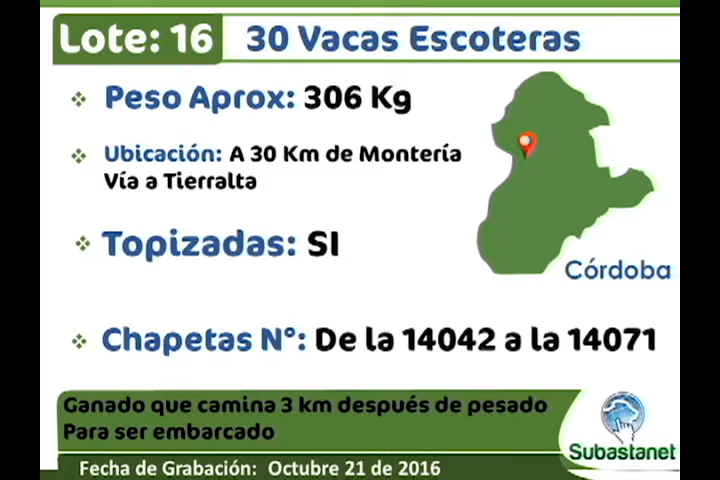 Lote: 16
30 Vacas Escoteras
Peso Aprox: 306 Kg
Ubicación: A 30 Km de Montería
Vía a Tierralta
Topizadas: SI
Córdoba
Chapetas N°: De la 14042 a la 14071
Ganado que camina 3 km después de pesado
Para ser embarcado
Subastanet
Fecha de Grabación: Octubre 21 de 2016